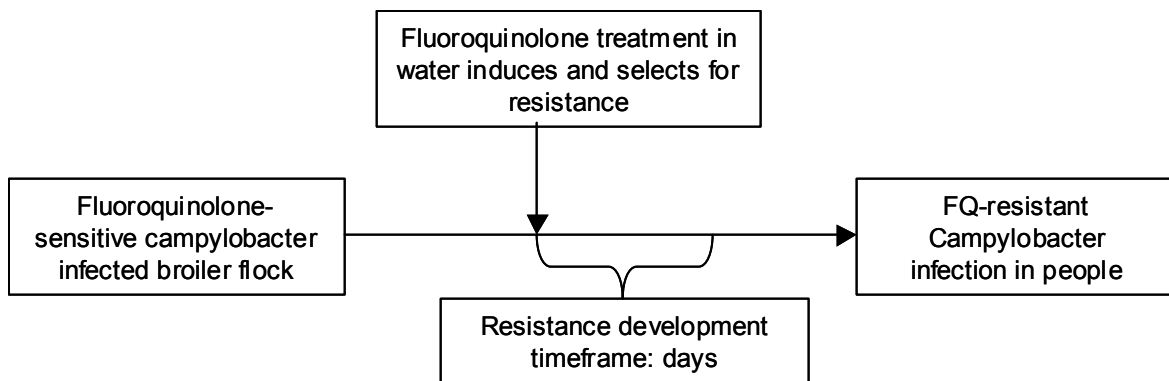 Fluoroquinolone treatment in
water induces and selects for
resistance
Fluoroquinolone-
sensitive campylobacter
infected broiler flock
FQ-resistant
Campylobacter
infection in people
Resistance development
timeframe: days